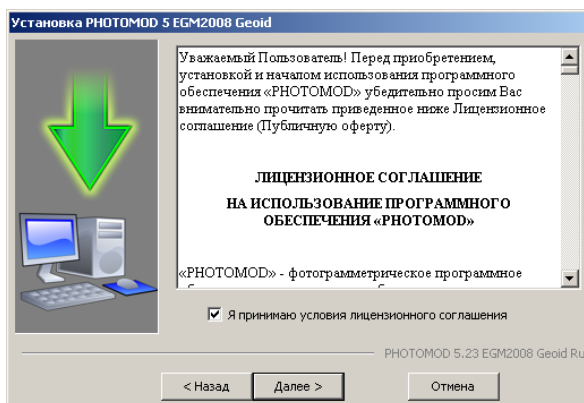 Установка PHOTOMOD 5 EGM2008 Geoid
Уважаемый Пользователь! Перед приобретением,
установкой и началом использования программного
обеспечения «PHOTOMOD» убедительно просим Вас
внимательно прочитать приведенное ниже Лицензионное
соглашение (Публичную оферту).
ЛИЦЕНЗИОННОЕ СОГЛАШЕНИЕ
НА ИСПОЛЬЗОВАНИЕ ПРОГРАММНОГО
ОБЕСПЕЧЕНИЯ «PHOTOMOD»
«PHOTOMOD» - фотограмметрическое программное
Я принимаю условия лицензионного соглашения
PHOTOMOD 5.23 EGM2008 Geoid Ru
< Назад
Далее >
Отмена